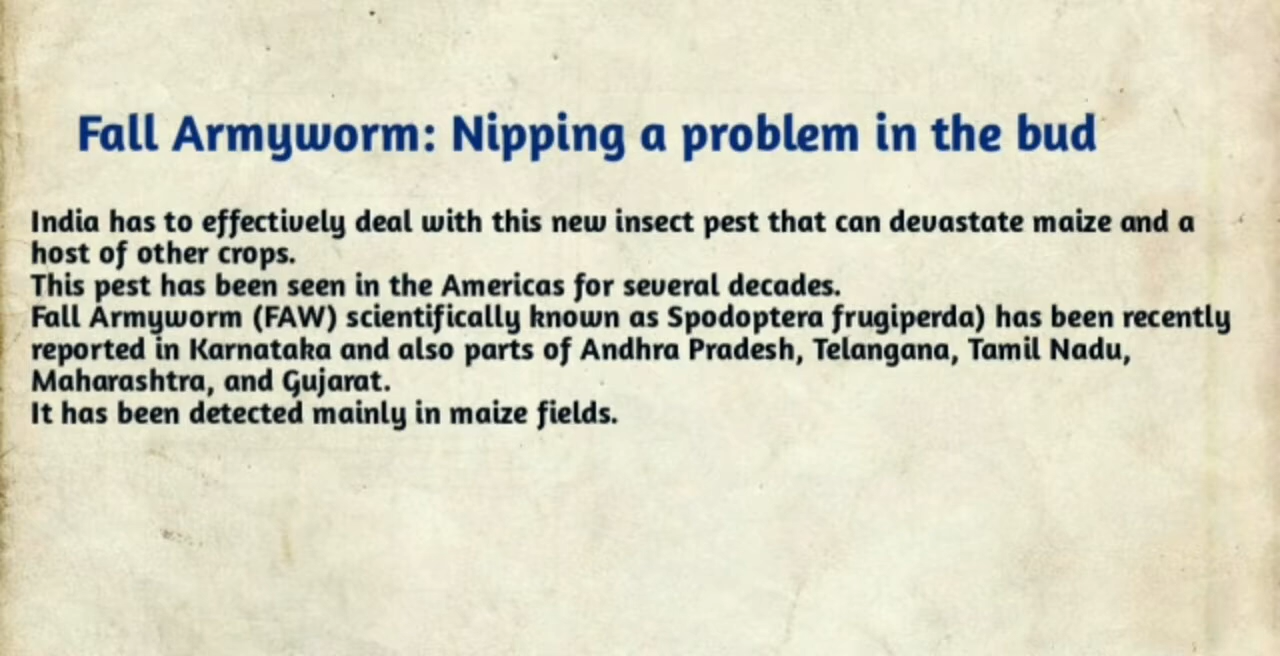 Fall Armyworm: Nipping a problem in the bud
India has to effectively deal with this new insect pest that can devastate maize and a
host of other crops.
This pest has been seen in the Americas for several decades.
Fall Armyworm (FAW) scientifically known as Spodoptera frugiperda) has been recently
reported in Karnataka and also parts of Andhra Pradesh, Telangana, Tamil Nadu,
Maharashtra, and Gujarat.
It has been detected mainly in maize fields.